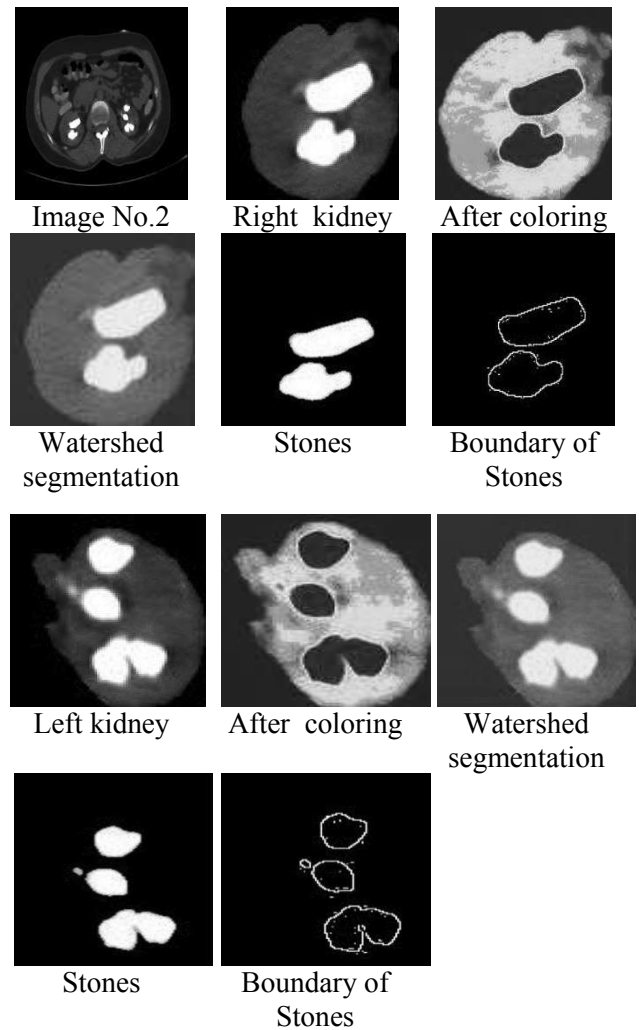 Image No.2
Right kidney
After coloring
Watershed
segmentation
Stones
Boundary of
Stones
Left kidney
After coloring
Watershed
segmentation
Stones
Boundary of
Stones